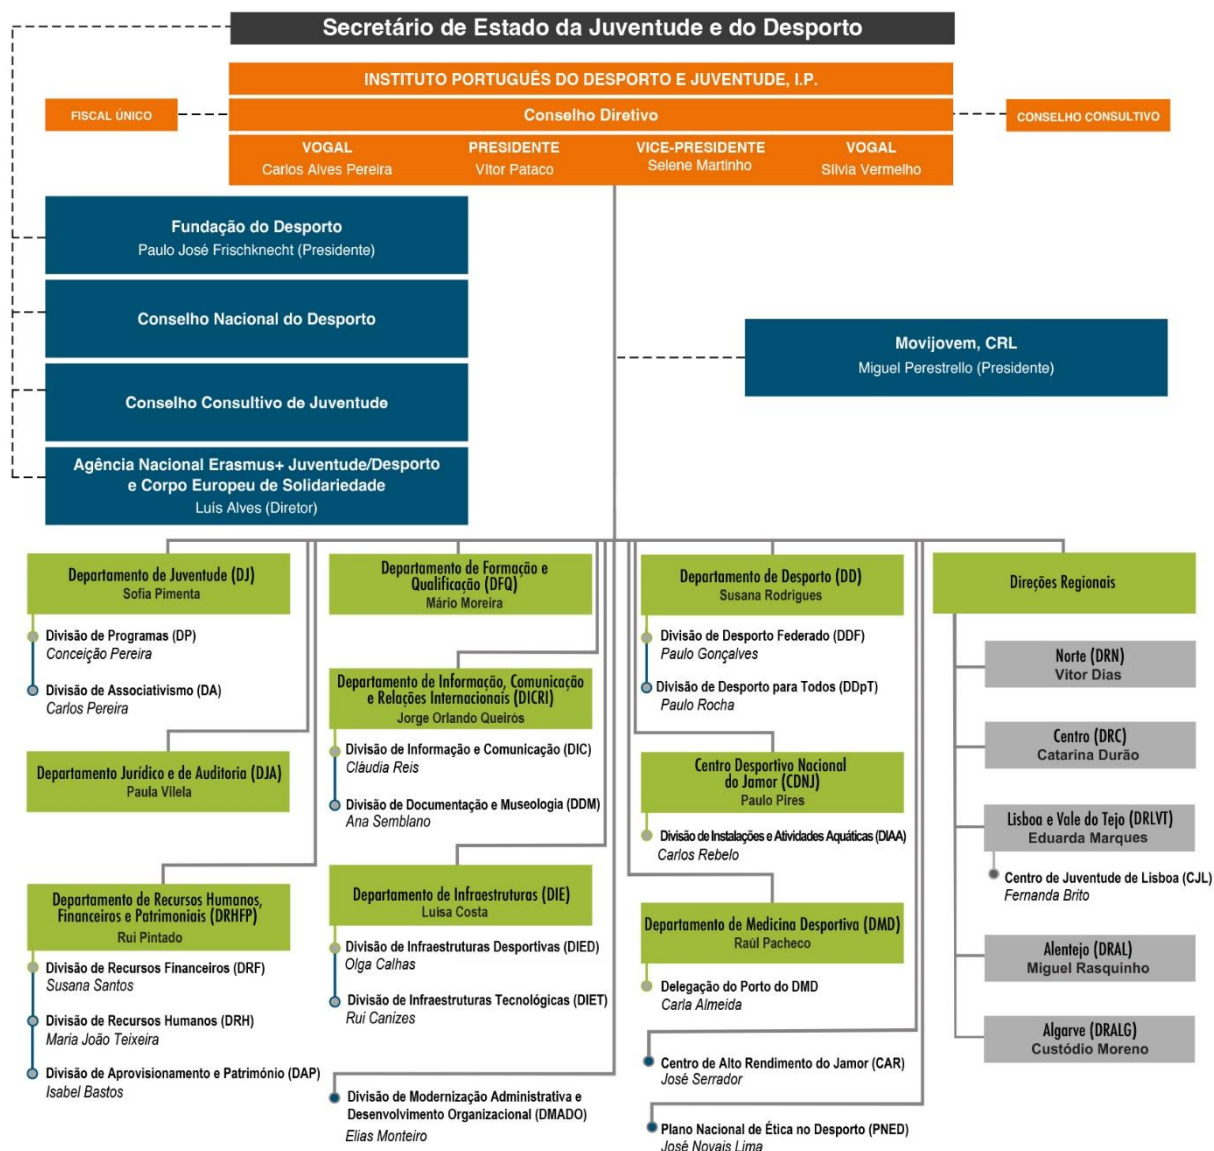 Secretário de Estado da Juventude e do Desporto
INSTITUTO PORTUGUÊS DO DESPORTO E JUVENTUDE, I.P.
FISCAL ÚNICO
Conselho Diretivo
CONSELHO CONSULTIVO
VOGAL
Carlos Alves Pereira
PRESIDENTE
Vítor Pataco
VICE-PRESIDENTE
Selene Martinho
VOGAL
Sílvia Vermelho
Fundação do Desporto
Paulo José Frischknecht (Presidente)
Conselho Nacional do Desporto
Movijovem, CRL
Miguel Perestrello (Presidente)
Conselho Consultivo de Juventude
Agência Nacional Erasmus+ Juventude/Desporto
e Corpo Europeu de Solidariedade
Luís Alves (Diretor)
Departamento de Juventude (DJ)
Sofia Pimenta
Divisão de Programas (DP)
Conceição Pereira
Divisão de Associativismo (DA)
Carlos Pereira
Departamento Jurídico e de Auditoria (DJA)
Paula Vilela
Departamento de Recursos Humanos,
Financeiros e Patrimoniais (DRHFP)
Rui Pintado
Divisão de Recursos Financeiros (DRF)
Susana Santos
Divisão de Recursos Humanos (DRH)
Maria João Teixeira
Divisão de Aprovisionamento e Património (DAP)
Isabel Bastos
Departamento de Formação e
Qualificação (DFQ)
Mário Moreira
Departamento de Informação, Comunicação
e Relações Internacionais (DICRI)
Jorge Orlando Queirós
Divisão de Informação e Comunicação (DIC)
Cláudia Reis
Divisão de Documentação e Museologia (DDM)
Ana Semblano
Departamento de Infraestruturas (DIE)
Luísa Costa
Divisão de Infraestruturas Desportivas (DIED)
Olga Calhas
Divisão de Infraestruturas Tecnológicas (DIET)
Rui Canizes
Divisão de Modernização Administrativa e
Desenvolvimento Organizacional (DMADO)
Elias Monteiro
Departamento de Desporto (DD)
Susana Rodrigues
Divisão de Desporto Federado (DDF)
Paulo Gonçalves
Divisão de Desporto para Todos (DDpT)
Paulo Rocha
Centro Desportivo Nacional
do Jamor (CDNJ)
Paulo Pires
Divisão de Instalações e Atividades Aquáticas (DIAA)
Carlos Rebelo
Departamento de Medicina Desportiva (DMD)
Raúl Pacheco
Delegação do Porto do DMD
Carla Almeida
Centro de Alto Rendimento do Jamor (CAR)
José Serrador
Plano Nacional de Ética no Desporto (PNED)
José Novais Lima
Direções Regionais
Norte (DRN)
Vitor Dias
Centro (DRC)
Catarina Durão
Lisboa e Vale do Tejo (DRLVT)
Eduarda Marques
Centro de Juventude de Lisboa (CJL)
Fernanda Brito
Alentejo (DRAL)
Miguel Rasquinho
Algarve (DRALG)
Custódio Moreno